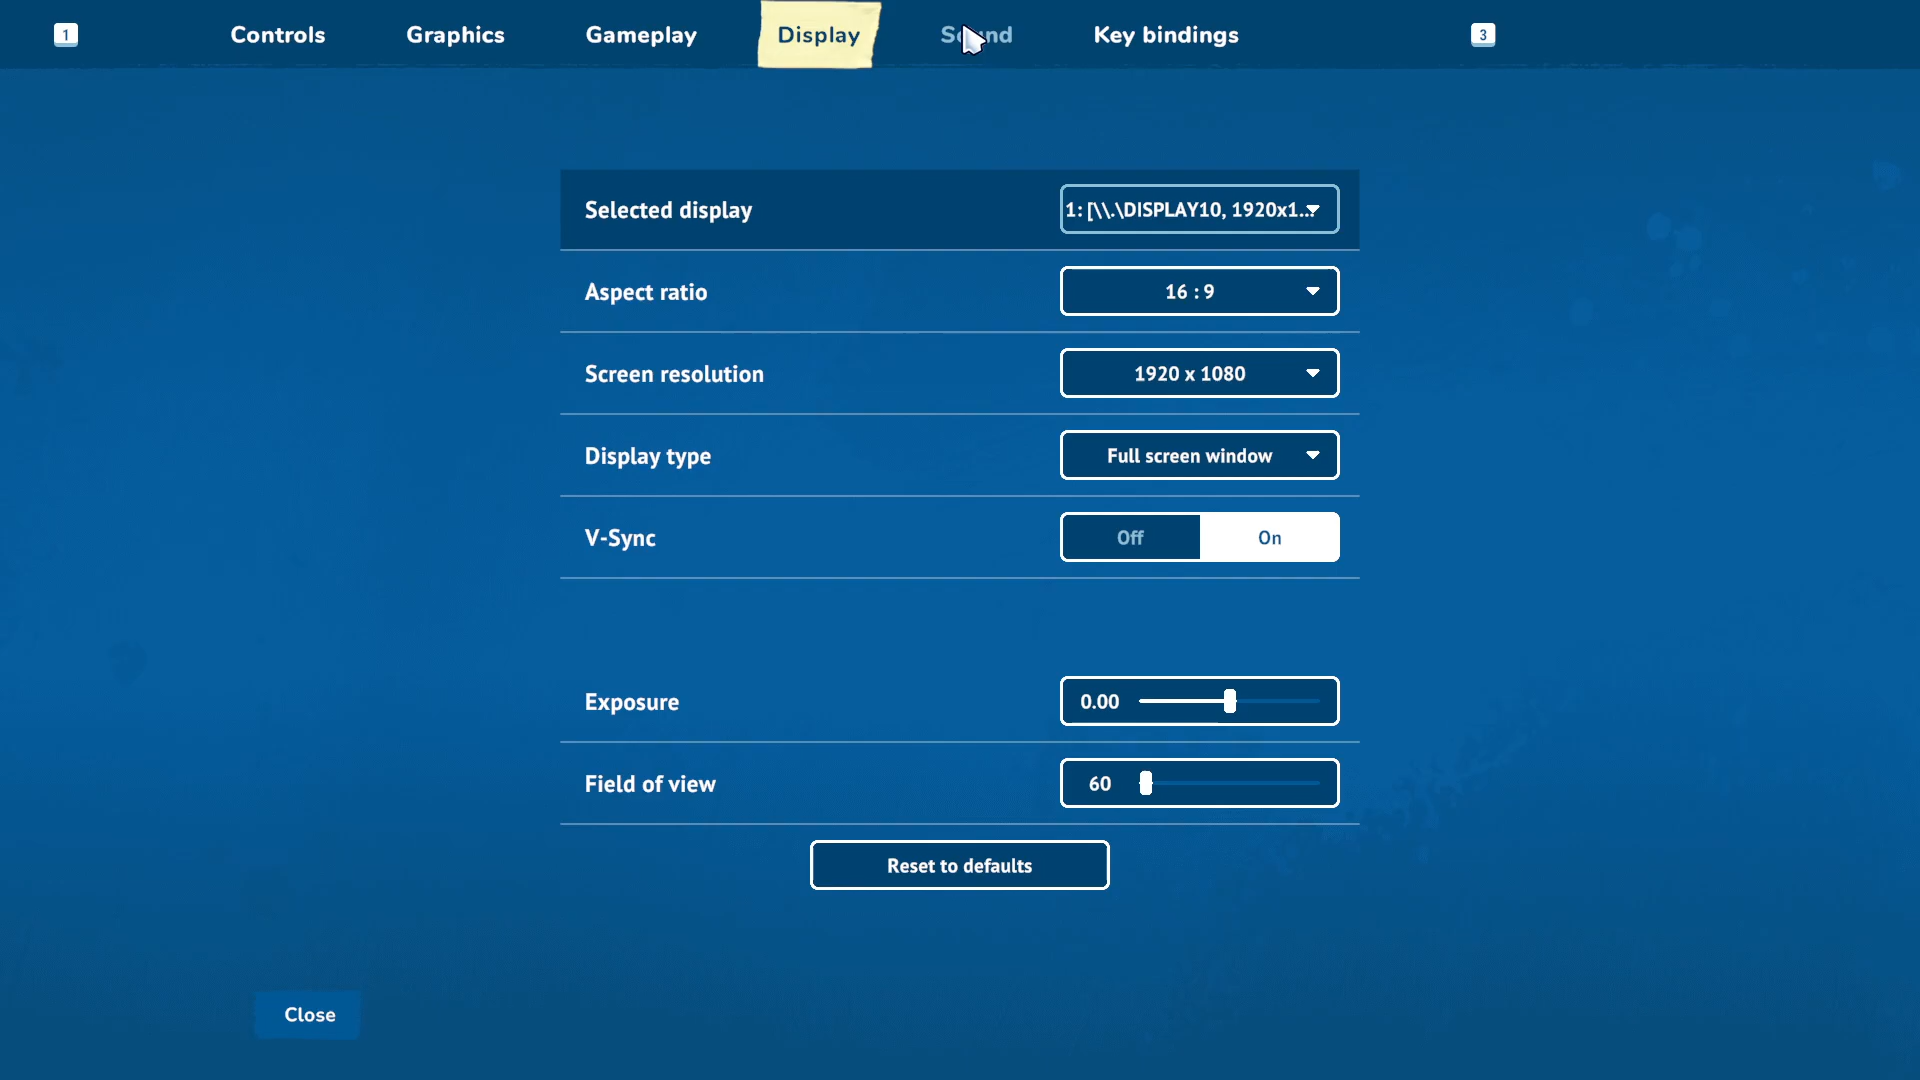 1 Controls Graphics Gameplay Display Sound Key bindings 3
Selected display 1: [\\.\DISPLAY10, 1920x1...
Aspect ratio 16 : 9
Screen resolution 1920 x 1080
Display type Full screen window
V-Sync Off On
Exposure 0.00
Field of view 60
Reset to defaults
Close